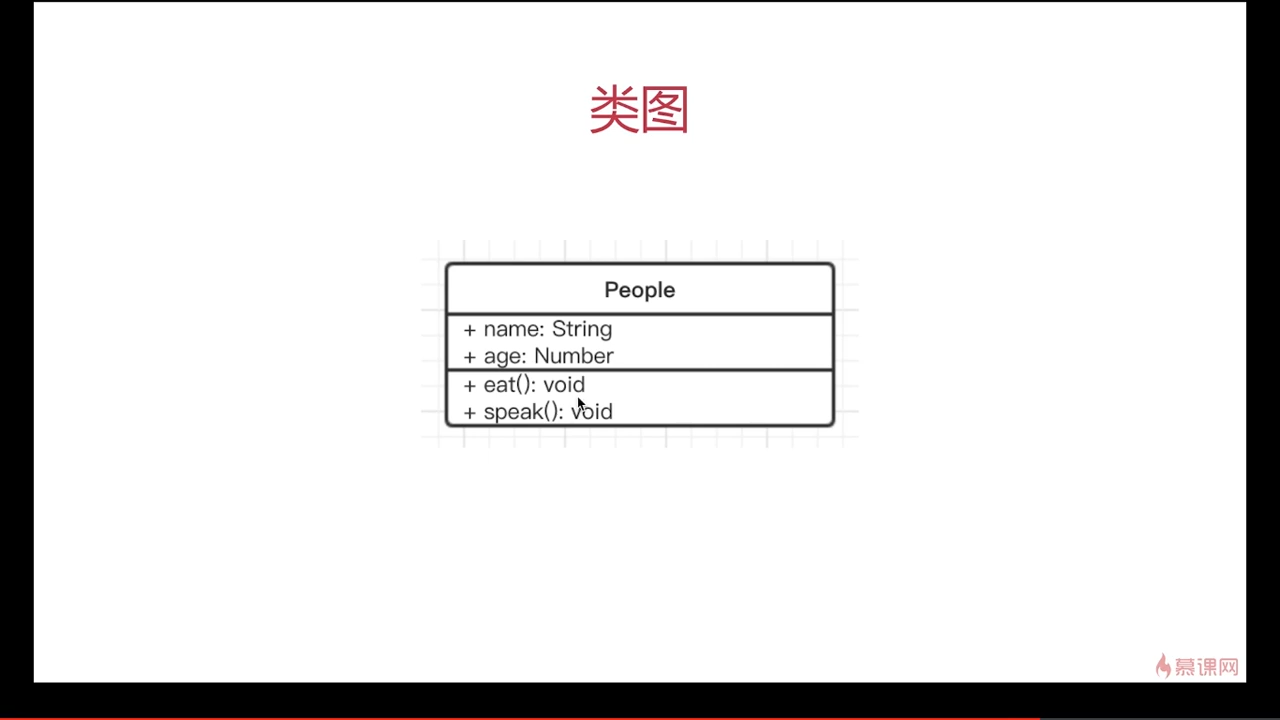 类图
People
+ name: String
+ age: Number
+ eat(): void
+ speak(): void
慕课网